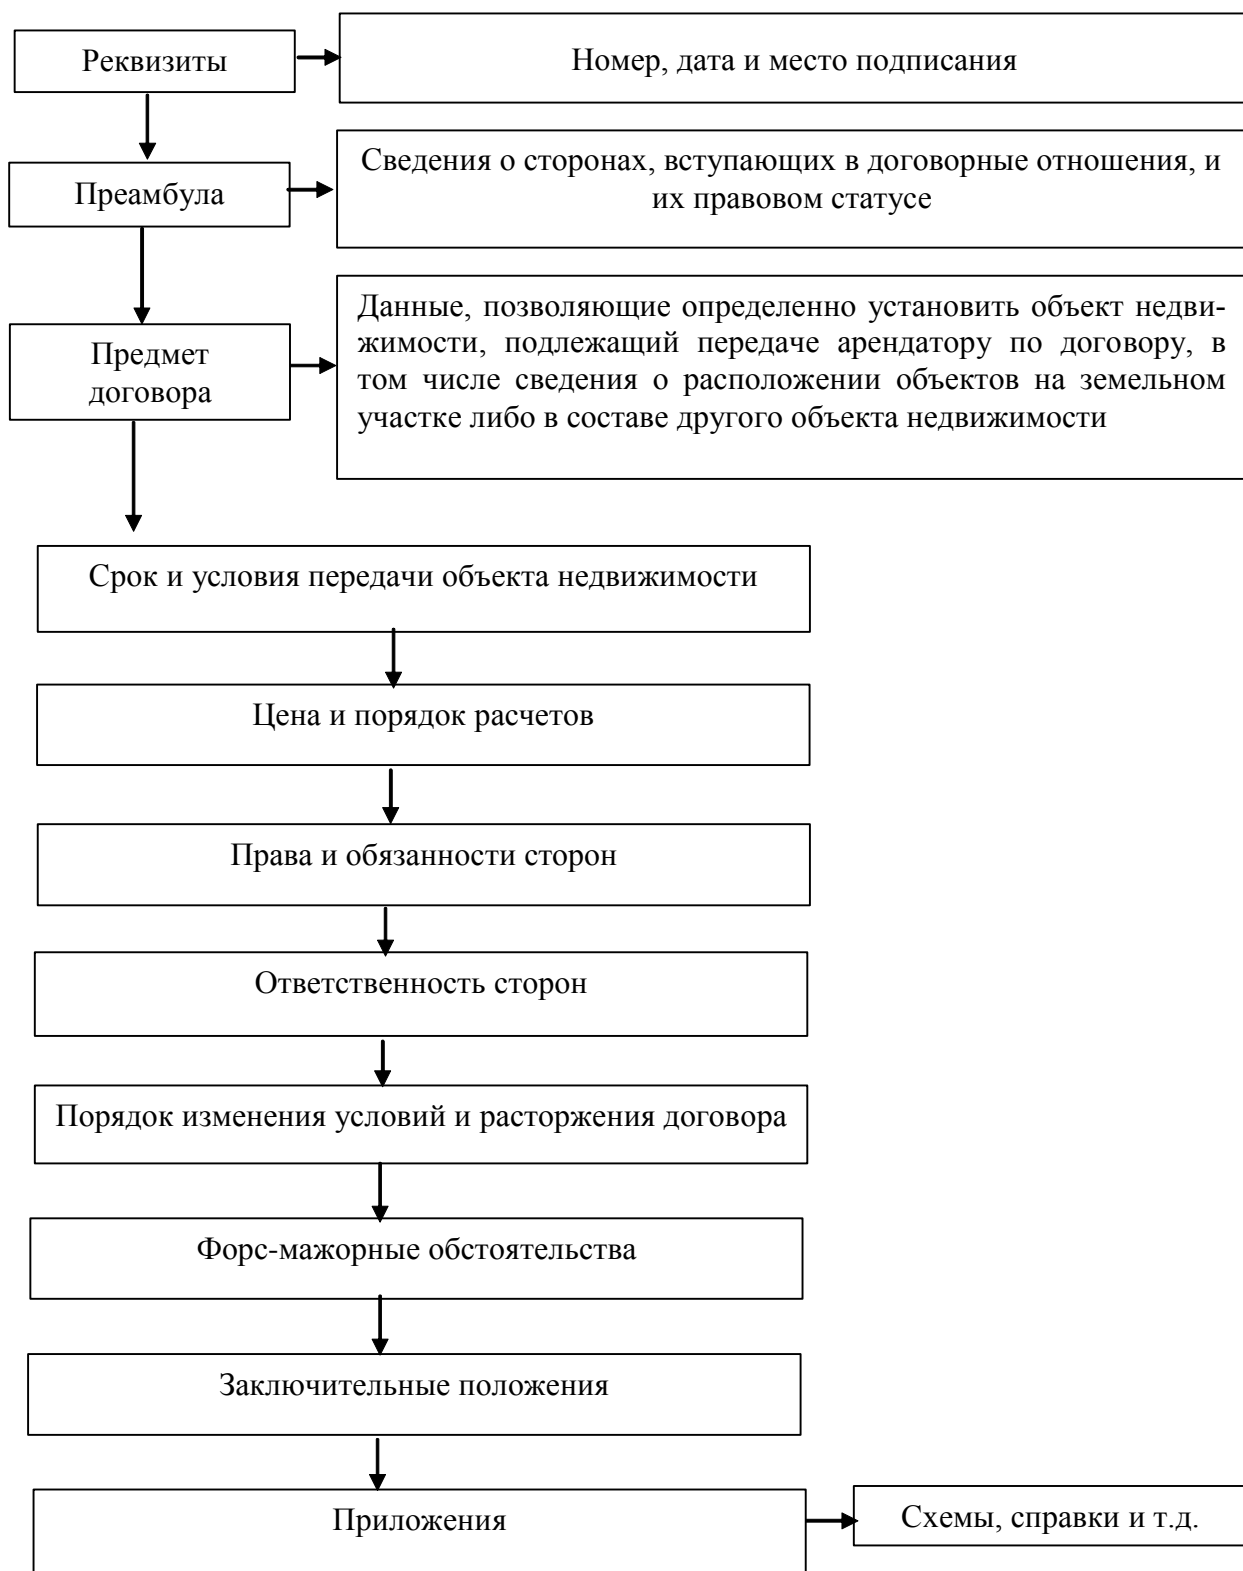 Реквизиты
Номер, дата и место подписания
Преамбула
Сведения о сторонах, вступающих в договорные отношения, и
их правовом статусе
Предмет
договора
Данные, позволяющие определенно установить объект недви-
жимости, подлежащий передаче арендатору по договору, в
том числе сведения о расположении объектов на земельном
участке либо в составе другого объекта недвижимости
Срок и условия передачи объекта недвижимости
Цена и порядок расчетов
Права и обязанности сторон
Ответственность сторон
Порядок изменения условий и расторжения договора
Форс-мажорные обстоятельства
Заключительные положения
Приложения
Схемы, справки и т.д.